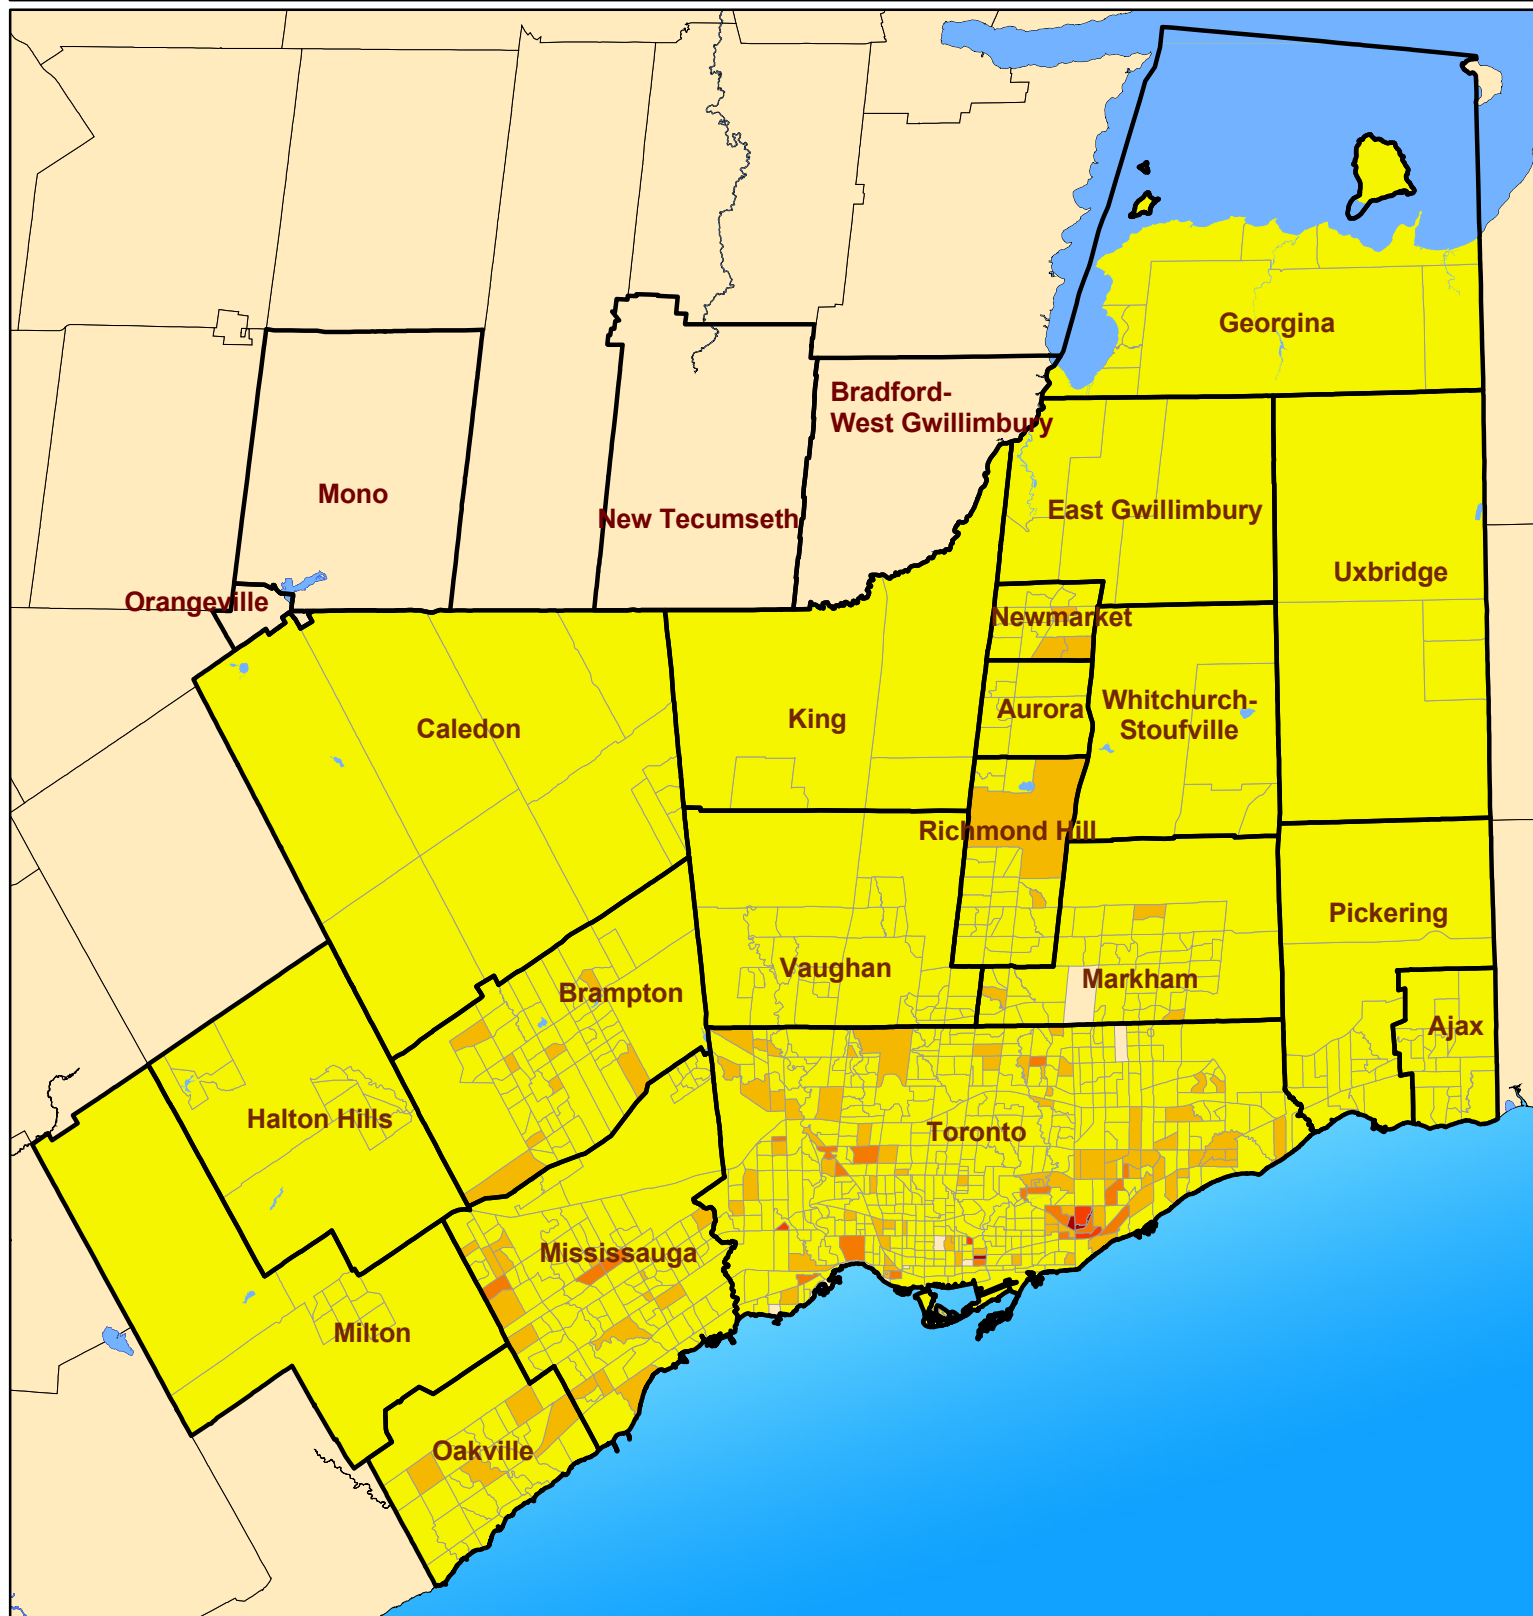 Georgina
Bradford-
West Gwillimbury
Mono
New Tecumseth
East Gwillimbury
Uxbridge
Orangeville
Newmarket
Caledon
King
Aurora
Whitchurch-
Stoufville
Richmond Hill
Pickering
Vaughan
Markham
Brampton
Ajax
Halton Hills
Toronto
Mississauga
Milton
Oakville